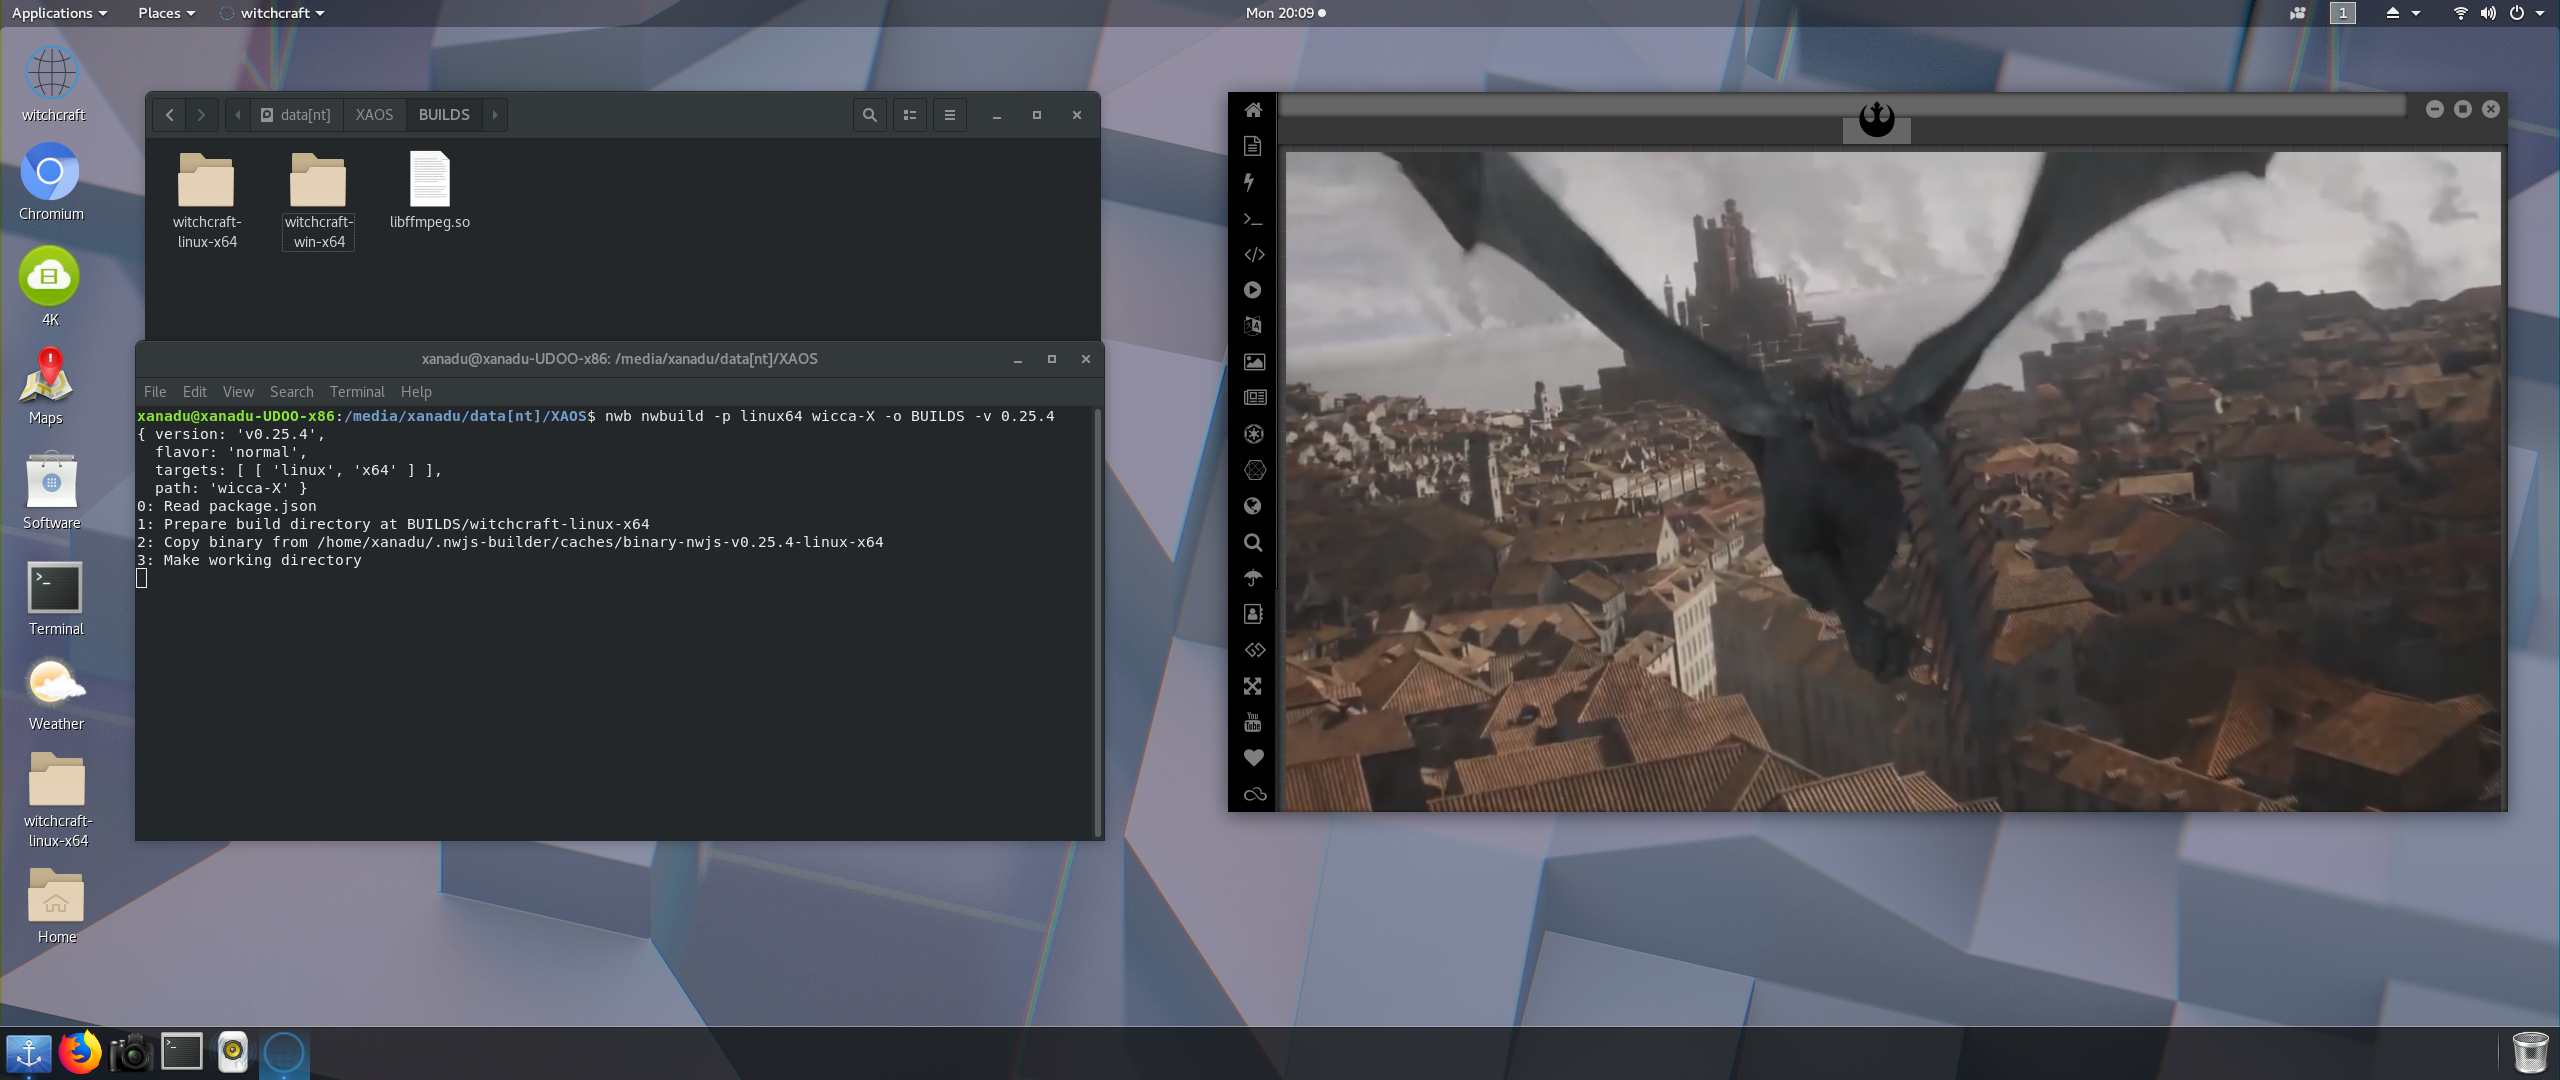 Applications
Places
witchcraft
Mon 20:09
1
witchcraft
Chromium
4K
Maps
Software
Terminal
Weather
witchcraft-
linux-x64
Home
data[nt]
XAOS
BUILDS
witchcraft-
linux-x64
witchcraft-
win-x64
libffmpeg.so
xanadu@xanadu-UDOO-x86: /media/xanadu/data[nt]/XAOS
File Edit View Search Terminal Help
xanadu@xanadu-UDOO-x86:/media/xanadu/data[nt]/XAOS$ nwb nwbuild -p linux64 wicca-X -o BUILDS -v 0.25.4
{ version: 'v0.25.4',
  flavor: 'normal',
  targets: [ [ 'linux', 'x64' ] ],
  path: 'wicca-X' }
0: Read package.json
1: Prepare build directory at BUILDS/witchcraft-linux-x64
2: Copy binary from /home/xanadu/.nwjs-builder/caches/binary-nwjs-v0.25.4-linux-x64
3: Make working directory
You
Tube